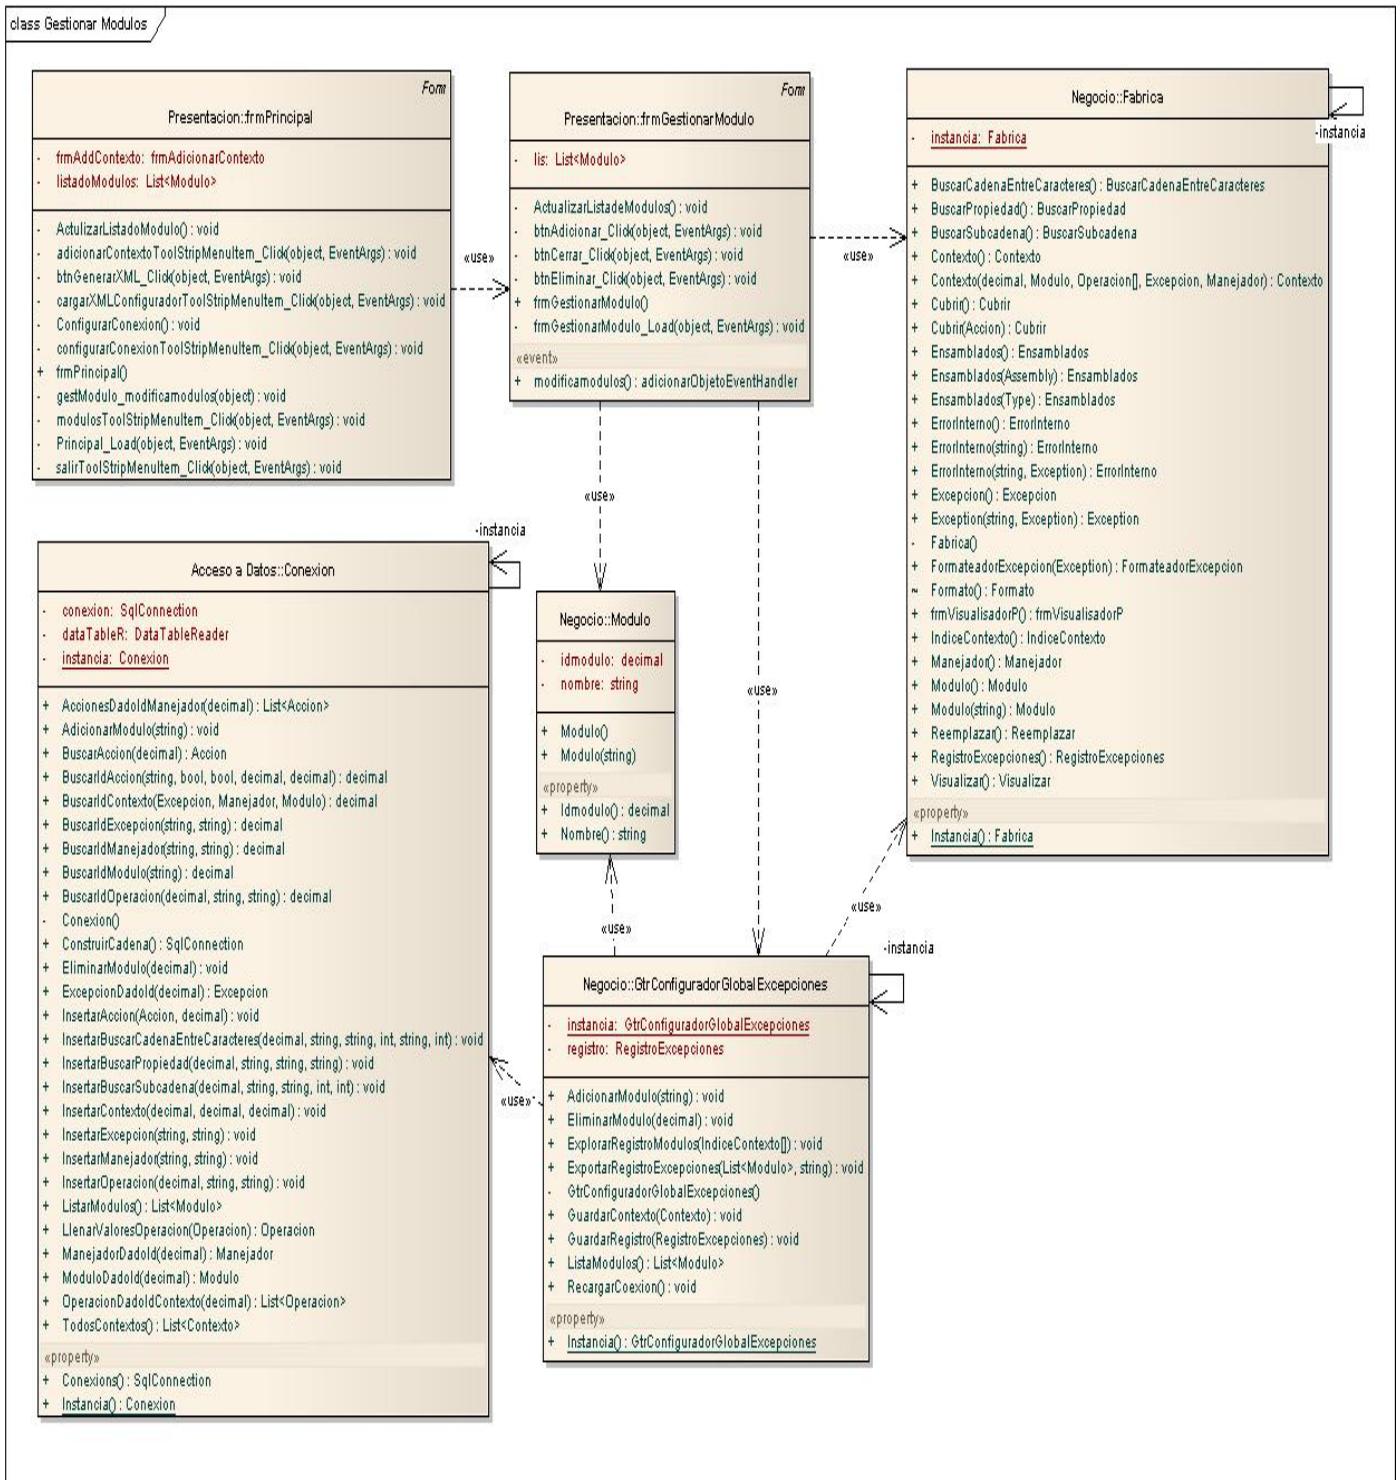 class Gestionar Modulos
Form
Presentacion::frmPrincipal
- frmAddContexto: frmAdicionarContexto
- listadoModulos: List<Modulo>
- ActulizarListadoModulo() : void
- adicionarContextoToolStripMenuItem_Click(object, EventArgs) : void
- btnGenerarXML_Click(object, EventArgs) : void
- cargarXMLConfiguradorToolStripMenuItem_Click(object, EventArgs) : void
- ConfigurarConexion() : void
- configurarConexionToolStripMenuItem_Click(object, EventArgs) : void
+ frmPrincipal()
- gestModulo_modificamodulos(object) : void
- modulosToolStripMenuItem_Click(object, EventArgs) : void
- Principal_Load(object, EventArgs) : void
- salirToolStripMenuItem_Click(object, EventArgs) : void
«use»
Form
Presentacion::frmGestionarModulo
- lis: List<Modulo>
- ActualizarListadeModulos() : void
- btnAdicionar_Click(object, EventArgs) : void
- btnCerrar_Click(object, EventArgs) : void
- btnEliminar_Click(object, EventArgs) : void
+ frmGestionarModulo()
- frmGestionarModulo_Load(object, EventArgs) : void
«event»
+ modificamodulos() : adicionarObjetoEventHandler
«use»
Negocio::Fabrica
-instancia
- instancia: Fabrica
+ BuscarCadenaEntreCaracteres() : BuscarCadenaEntreCaracteres
+ BuscarPropiedad() : BuscarPropiedad
+ BuscarSubcadena() : BuscarSubcadena
+ Contexto() : Contexto
+ Contexto(decimal, Modulo, Operacion[], Excepcion, Manejador) : Contexto
+ Cubrir() : Cubrir
+ Cubrir(Accion) : Cubrir
+ Ensamblados() : Ensamblados
+ Ensamblados(Assembly) : Ensamblados
+ Ensamblados(Type) : Ensamblados
+ ErrorInterno() : ErrorInterno
+ ErrorInterno(string) : ErrorInterno
+ ErrorInterno(string, Exception) : ErrorInterno
+ Excepcion() : Excepcion
+ Exception(string, Exception) : Exception
- Fabrica()
+ FormateadorExcepcion(Exception) : FormateadorExcepcion
~ Formato() : Formato
+ frmVisualisadorP() : frmVisualisadorP
+ IndiceContexto() : IndiceContexto
+ Manejador() : Manejador
+ Modulo() : Modulo
+ Modulo(string) : Modulo
+ Reemplazar() : Reemplazar
+ RegistroExcepciones() : RegistroExcepciones
+ Visualizar() : Visualizar
«property»
+ Instancia() : Fabrica
«use»
«use»
«use»
-instancia
Acceso a Datos::Conexion
- conexion: SqlConnection
- dataTableR: DataTableReader
- instancia: Conexion
+ AccionesDadoIdManejador(decimal) : List<Accion>
+ AdicionarModulo(string) : void
+ BuscarAccion(decimal) : Accion
+ BuscarIdAccion(string, bool, bool, decimal, decimal) : decimal
+ BuscarIdContexto(Excepcion, Manejador, Modulo) : decimal
+ BuscarIdExcepcion(string, string) : decimal
+ BuscarIdManejador(string, string) : decimal
+ BuscarIdModulo(string) : decimal
+ BuscarIdOperacion(decimal, string, string) : decimal
- Conexion()
+ ConstruirCadena() : SqlConnection
+ EliminarModulo(decimal) : void
+ ExcepcionDadoId(decimal) : Excepcion
+ InsertarAccion(Accion, decimal) : void
+ InsertarBuscarCadenaEntreCaracteres(decimal, string, string, int, string, int) : void
+ InsertarBuscarPropiedad(decimal, string, string, string) : void
+ InsertarBuscarSubcadena(decimal, string, string, int, int) : void
+ InsertarContexto(decimal, decimal, decimal) : void
+ InsertarExcepcion(string, string) : void
+ InsertarManejador(string, string) : void
+ InsertarOperacion(decimal, string, string) : void
+ ListarModulos() : List<Modulo>
+ LlenarValoresOperacion(Operacion) : Operacion
+ ManejadorDadoId(decimal) : Manejador
+ ModuloDadoId(decimal) : Modulo
+ OperacionDadoIdContexto(decimal) : List<Operacion>
+ TodosContextos() : List<Contexto>
«property»
+ Conexions() : SqlConnection
+ Instancia() : Conexion
Negocio::Modulo
- idmodulo: decimal
- nombre: string
+ Modulo()
+ Modulo(string)
«property»
+ Idmodulo() : decimal
+ Nombre() : string
«use»
«use»
-instancia
Negocio::GtrConfiguradorGlobalExcepciones
- instancia: GtrConfiguradorGlobalExcepciones
- registro: RegistroExcepciones
+ AdicionarModulo(string) : void
+ EliminarModulo(decimal) : void
+ ExplorarRegistroModulos(IndiceContexto[]) : void
+ ExportarRegistroExcepciones(List<Modulo>, string) : void
- GtrConfiguradorGlobalExcepciones()
+ GuardarContexto(Contexto) : void
+ GuardarRegistro(RegistroExcepciones) : void
+ ListaModulos() : List<Modulo>
+ RecargarCoexion() : void
«property»
+ Instancia() : GtrConfiguradorGlobalExcepciones